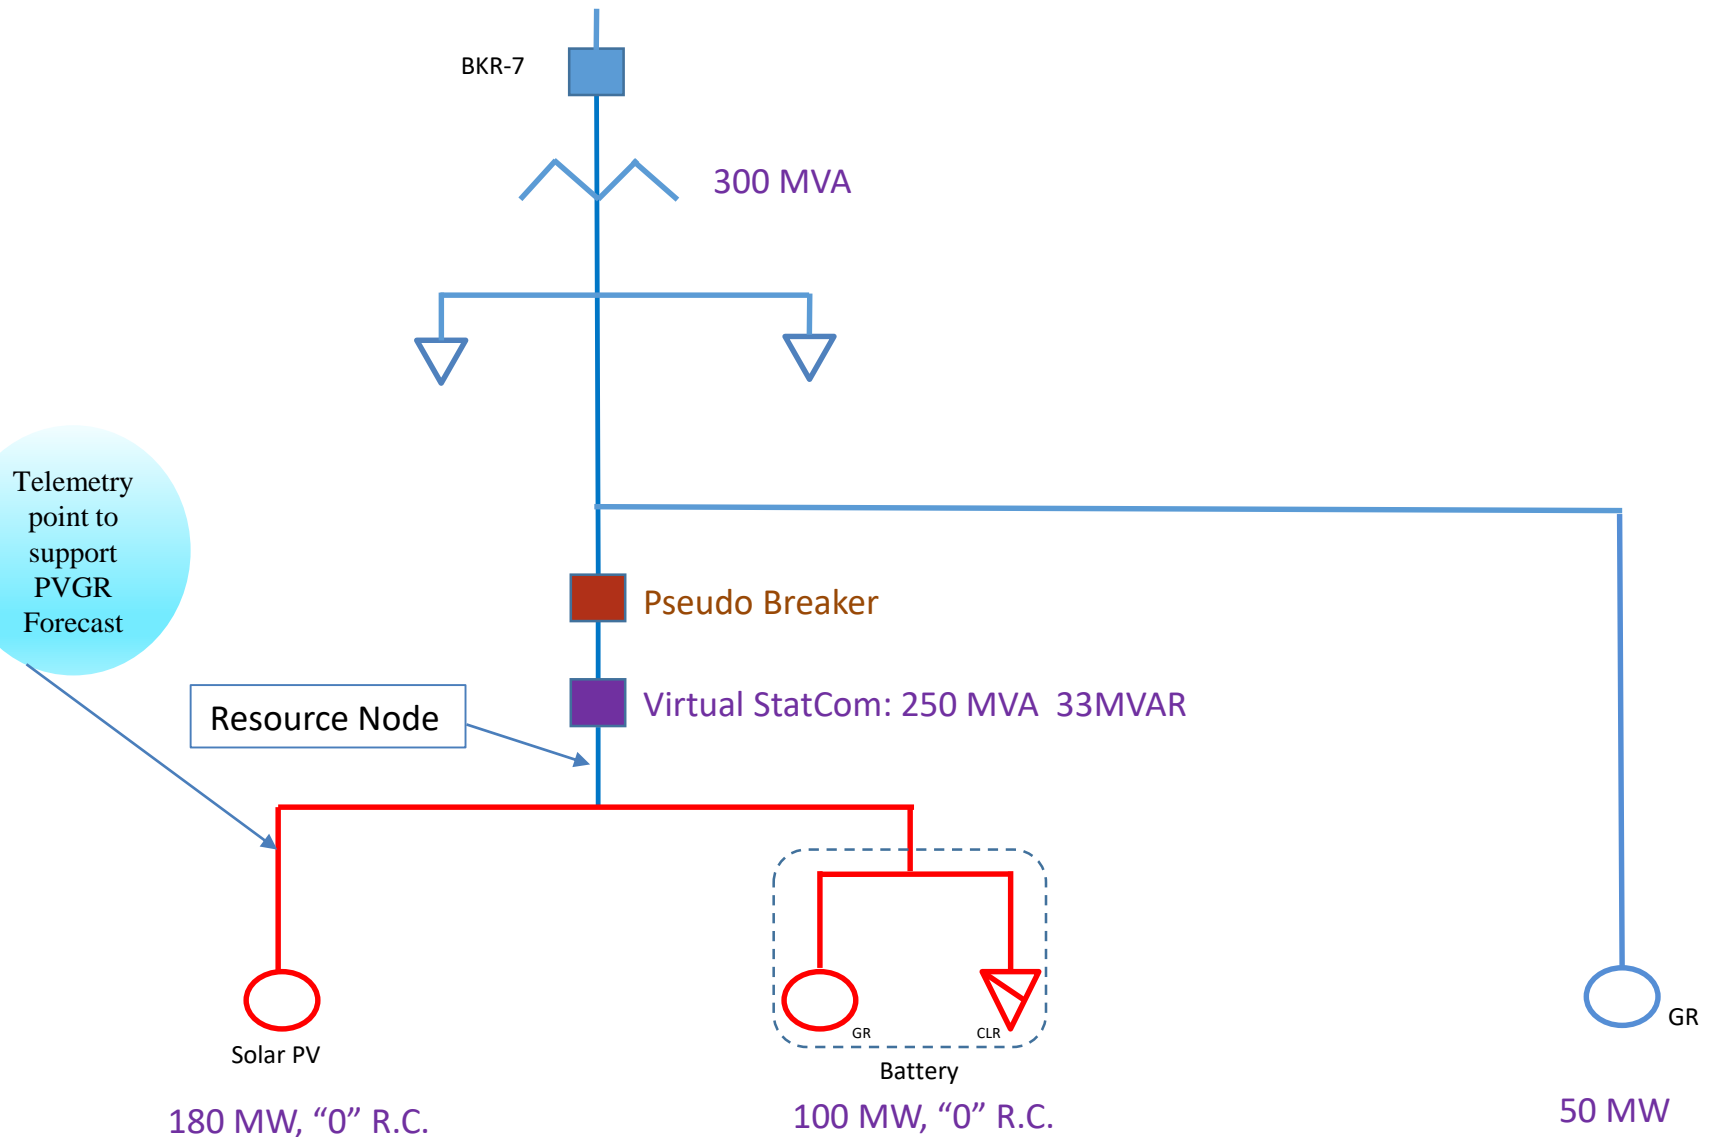 BKR-7
300 MVA
Telemetry
point to
support
PVGR
Forecast
Pseudo Breaker
Resource Node
Virtual StatCom: 250 MVA  33MVAR
GR
CLR
GR
Solar PV
Battery
180 MW, “0” R.C.
100 MW, “0” R.C.
50 MW